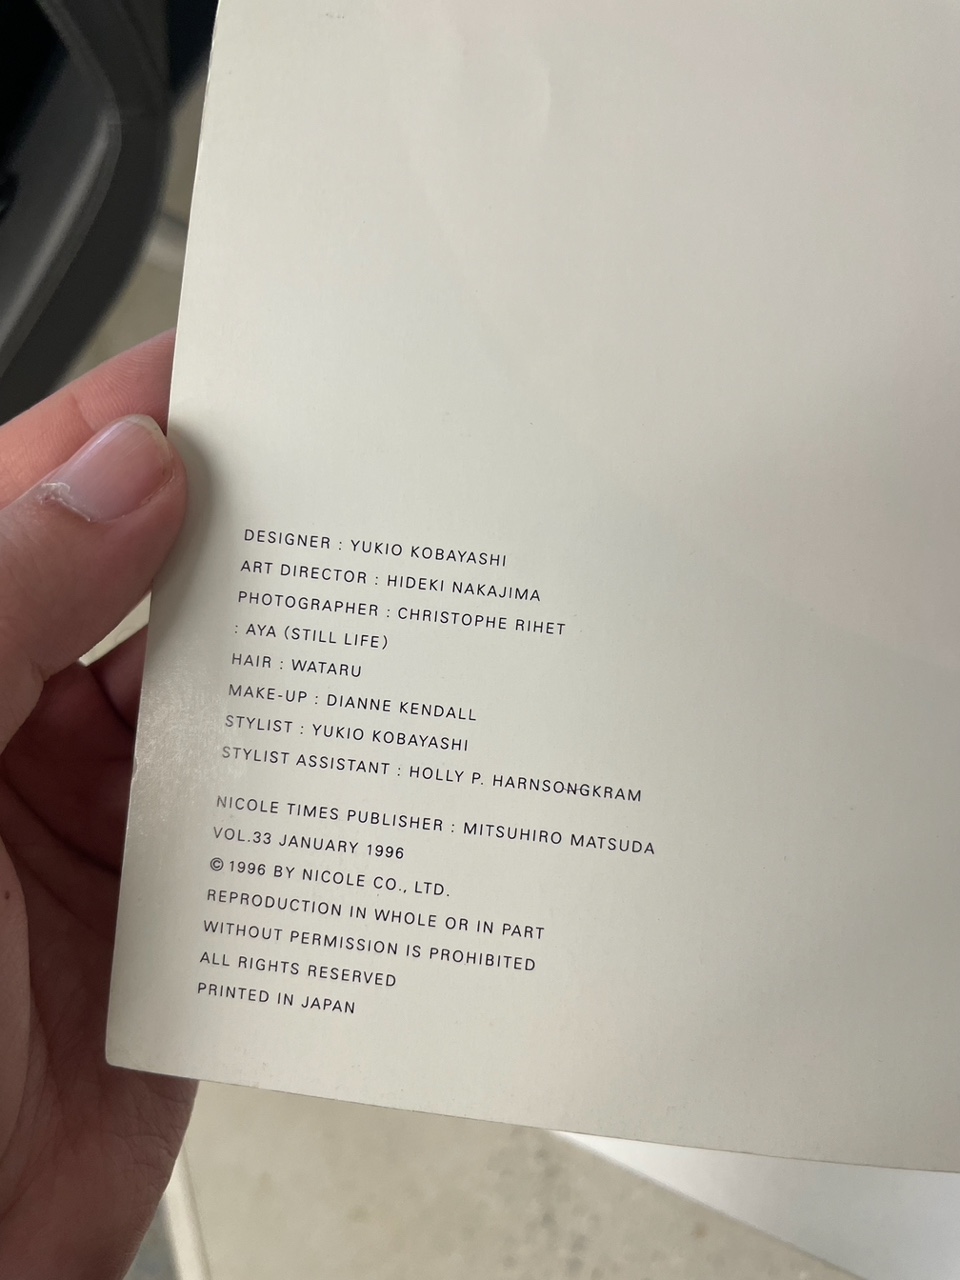 DESIGNER : YUKIO KOBAYASHI
ART DIRECTOR : HIDEKI NAKAJIMA
PHOTOGRAPHER : CHRISTOPHE RIHET
: AYA (STILL LIFE)
HAIR : WATARU
MAKE-UP : DIANNE KENDALL
STYLIST : YUKIO KOBAYASHI
STYLIST ASSISTANT : HOLLY P. HARNSONGKRAM
NICOLE TIMES PUBLISHER : MITSUHIRO MATSUDA
VOL.33 JANUARY 1996
© 1996 BY NICOLE CO., LTD.
REPRODUCTION IN WHOLE OR IN PART
WITHOUT PERMISSION IS PROHIBITED
ALL RIGHTS RESERVED
PRINTED IN JAPAN